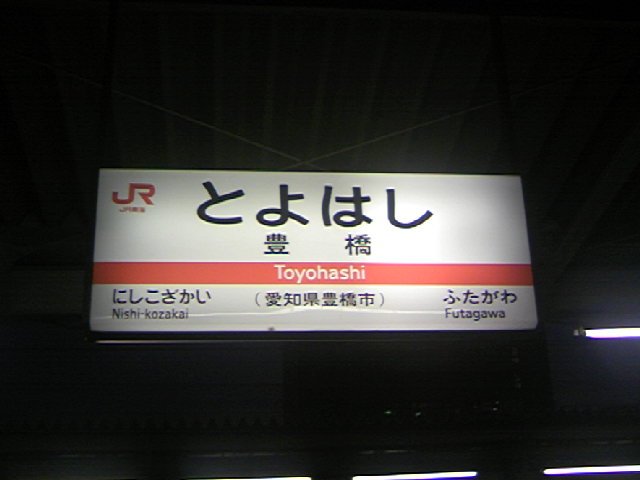 JR
JR東海
とよはし
豊橋
Toyohashi
にしこざかい
Nishi-kozakai
(愛知県豊橋市)
ふたがわ
Futagawa